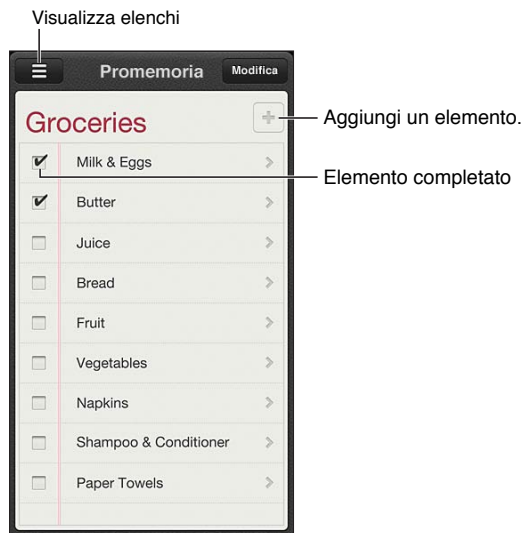 Visualizza elenchi
Promemoria
Modifica
Groceries
Aggiungi un elemento.
Milk & Eggs
Elemento completato
Butter
Juice
Bread
Fruit
Vegetables
Napkins
Shampoo & Conditioner
Paper Towels